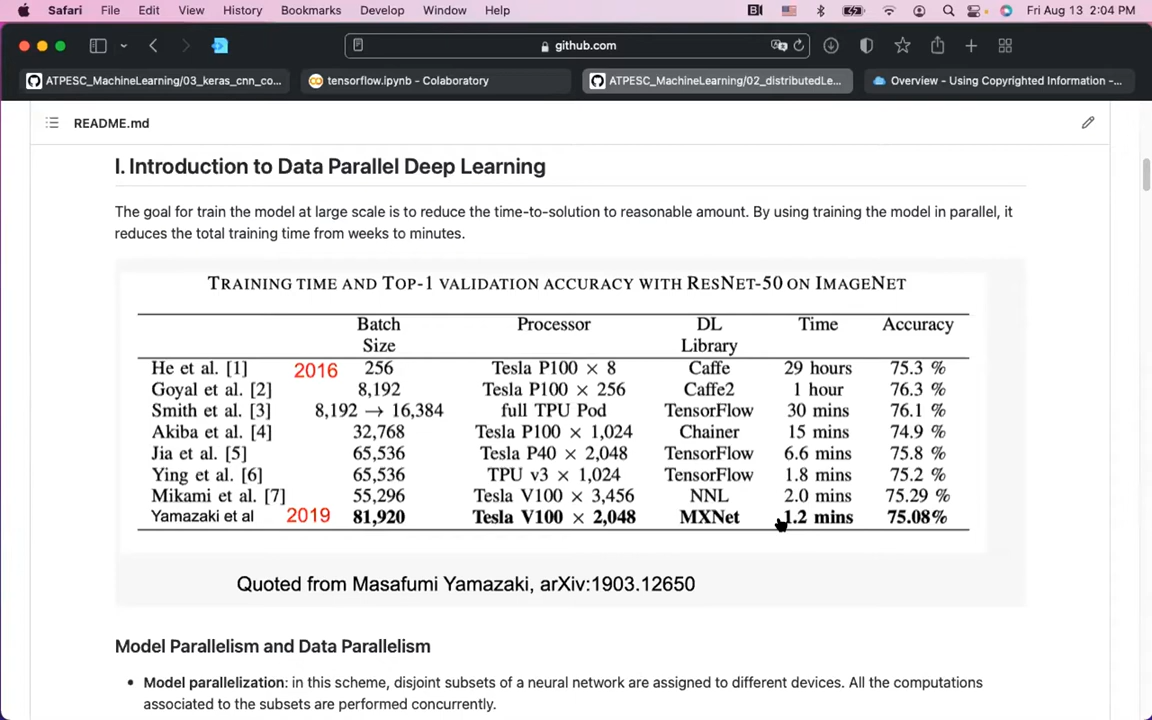 Safari File Edit View History Bookmarks Develop Window Help Fri Aug 13 2:04 PM
github.com
ATPESC_MachineLearning/03_keras_cnn_co... tensorflow.ipynb - Colaboratory ATPESC_MachineLearning/02_distributedLe... Overview - Using Copyrighted Information -...
README.md
I. Introduction to Data Parallel Deep Learning
The goal for train the model at large scale is to reduce the time-to-solution to reasonable amount. By using training the model in parallel, it
reduces the total training time from weeks to minutes.
TRAINING TIME AND TOP-1 VALIDATION ACCURACY WITH RESNET-50 ON IMAGENET
Batch Processor DL Time Accuracy
Size Library
He et al. [1] 2016 256 Tesla P100 × 8 Caffe 29 hours 75.3 %
Goyal et al. [2] 8,192 Tesla P100 × 256 Caffe2 1 hour 76.3 %
Smith et al. [3] 8,192 → 16,384 full TPU Pod TensorFlow 30 mins 76.1 %
Akiba et al. [4] 32,768 Tesla P100 × 1,024 Chainer 15 mins 74.9 %
Jia et al. [5] 65,536 Tesla P40 × 2,048 TensorFlow 6.6 mins 75.8 %
Ying et al. [6] 65,536 TPU v3 × 1,024 TensorFlow 1.8 mins 75.2 %
Mikami et al. [7] 55,296 Tesla V100 × 3,456 NNL 2.0 mins 75.29 %
Yamazaki et al 2019 81,920 Tesla V100 × 2,048 MXNet 1.2 mins 75.08%
Quoted from Masafumi Yamazaki, arXiv:1903.12650
Model Parallelism and Data Parallelism
• Model parallelization: in this scheme, disjoint subsets of a neural network are assigned to different devices. All the computations
associated to the subsets are performed concurrently.